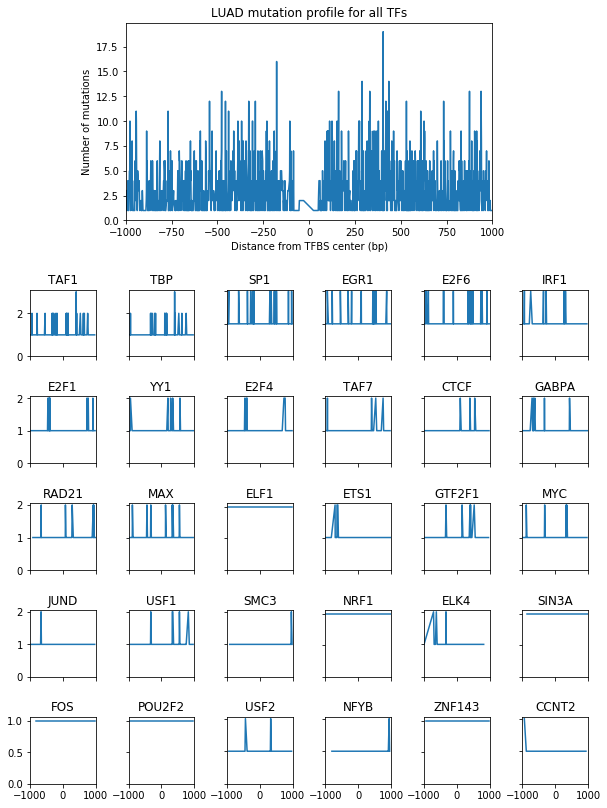 LUAD mutation profile for all TFs
Number of mutations
17.5
15.0
12.5
10.0
7.5
5.0
2.5
0.0
−1000 −750 −500 −250 0 250 500 750 1000
Distance from TFBS center (bp)
TAF1 TBP SP1 EGR1 E2F6 IRF1
2
0
E2F1 YY1 E2F4 TAF7 CTCF GABPA
2
1
0
RAD21 MAX ELF1 ETS1 GTF2F1 MYC
2
1
0
JUND USF1 SMC3 NRF1 ELK4 SIN3A
2
1
0
FOS POU2F2 USF2 NFYB ZNF143 CCNT2
1.0
0.5
0.0
−1000 0 1000 −1000 0 1000 −1000 0 1000 −1000 0 1000 −1000 0 1000 −1000 0 1000